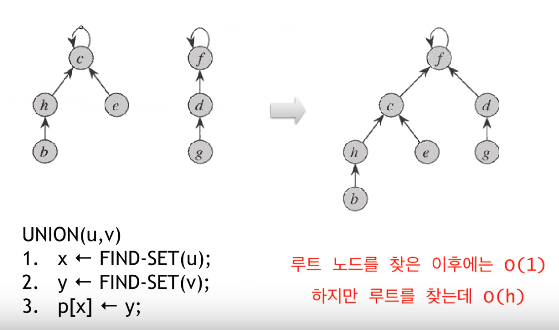 c
f
h
e
d
b
g
f
c
d
h
e
g
b
UNION(u,v)
1. x ← FIND-SET(u);
2. y ← FIND-SET(v);
3. p[x] ← y;
루트 노드를 찾은 이후에는 O(1)
하지만 루트를 찾는데 O(h)